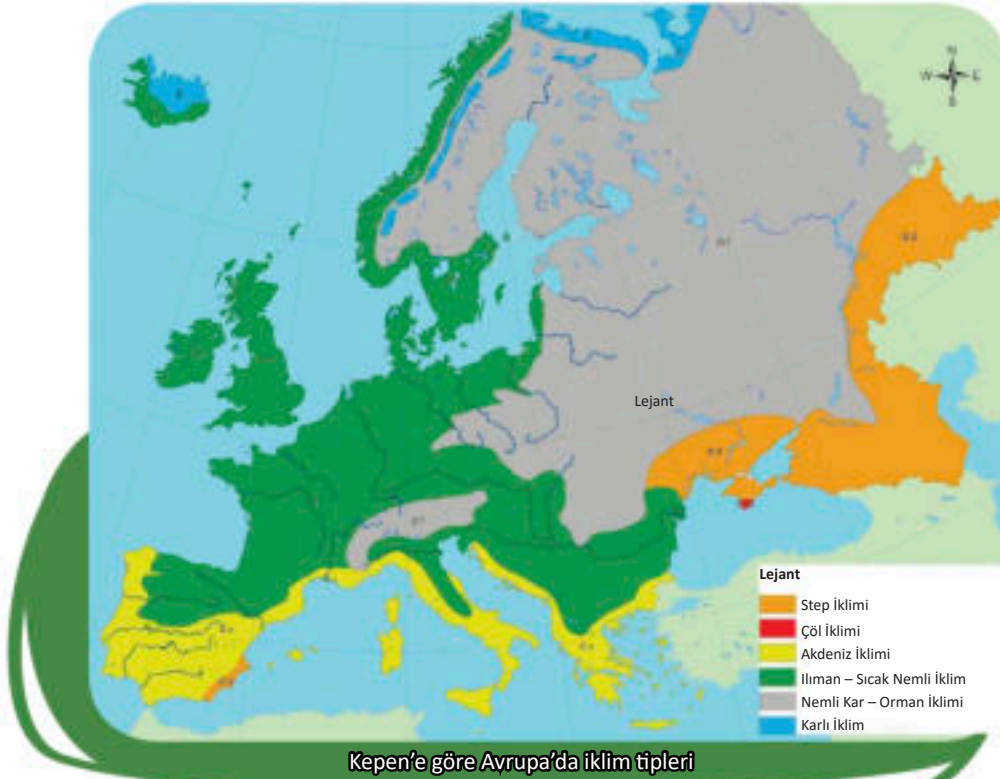 N
W E
S
Lejant
Lejant
Step İklimi
Çöl İklimi
Akdeniz İklimi
Ilıman – Sıcak Nemli İklim
Nemli Kar – Orman İklimi
Karlı İklim
Kepen’e göre Avrupa’da iklim tipleri